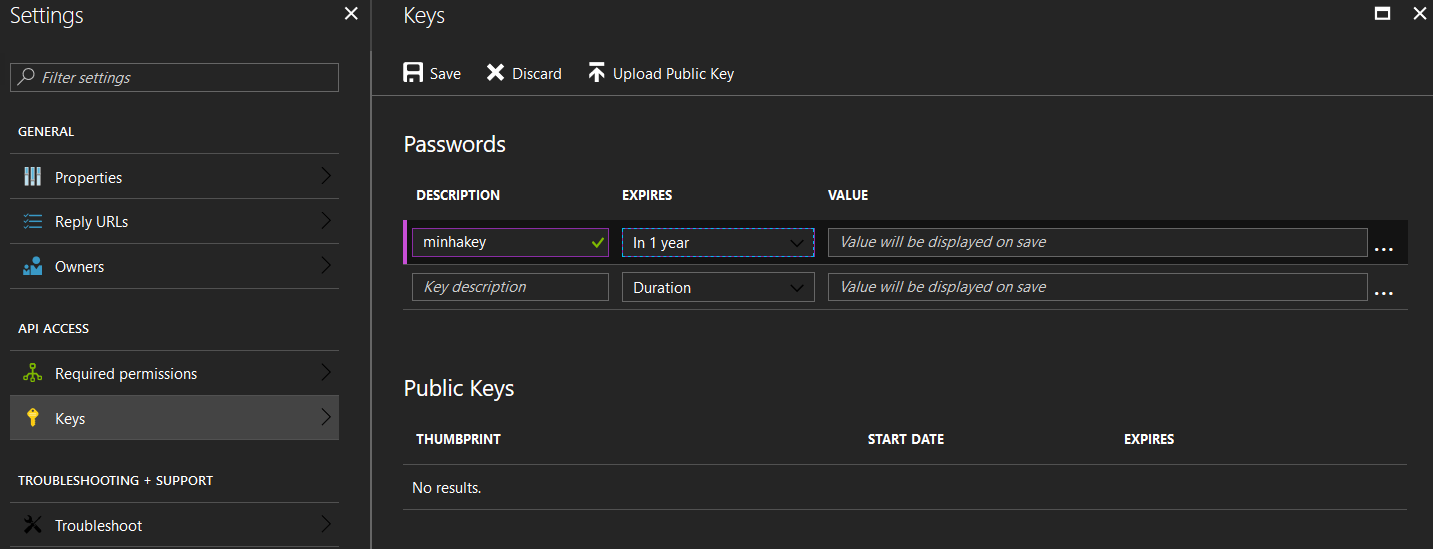 Settings
Filter settings
GENERAL
Properties
Reply URLs
Owners
API ACCESS
Required permissions
Keys
TROUBLESHOOTING + SUPPORT
Troubleshoot
Keys
Save Discard Upload Public Key
Passwords
DESCRIPTION EXPIRES VALUE
minhakey In 1 year Value will be displayed on save ...
Key description Duration Value will be displayed on save ...
Public Keys
THUMBPRINT START DATE EXPIRES
No results.